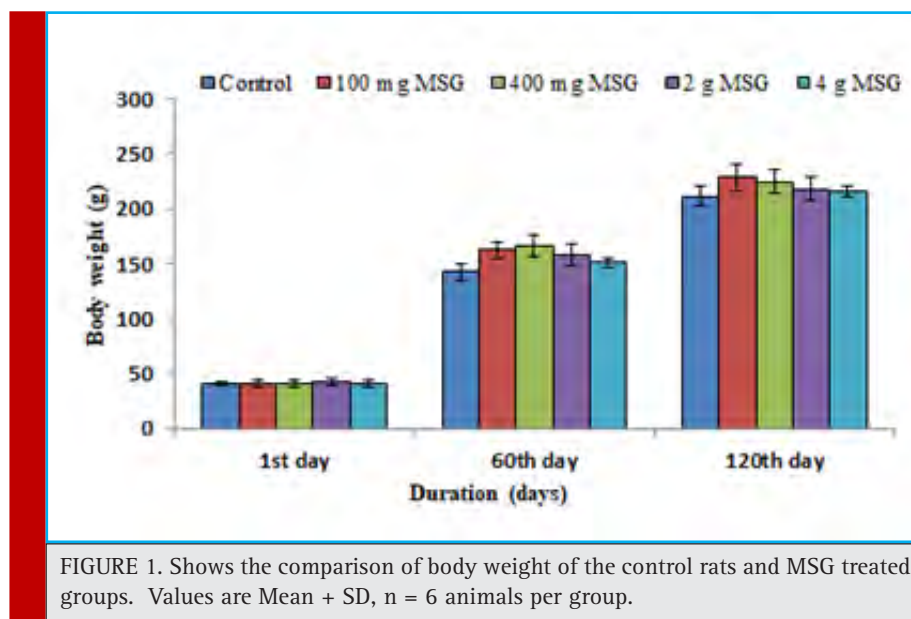 Control 100 mg MSG 400 mg MSG 2 g MSG 4 g MSG
300
250
200
150
100
50
0
Body weight (g)
1st day 60th day 120th day
Duration (days)
FIGURE 1. Shows the comparison of body weight of the control rats and MSG treated
groups. Values are Mean + SD, n = 6 animals per group.